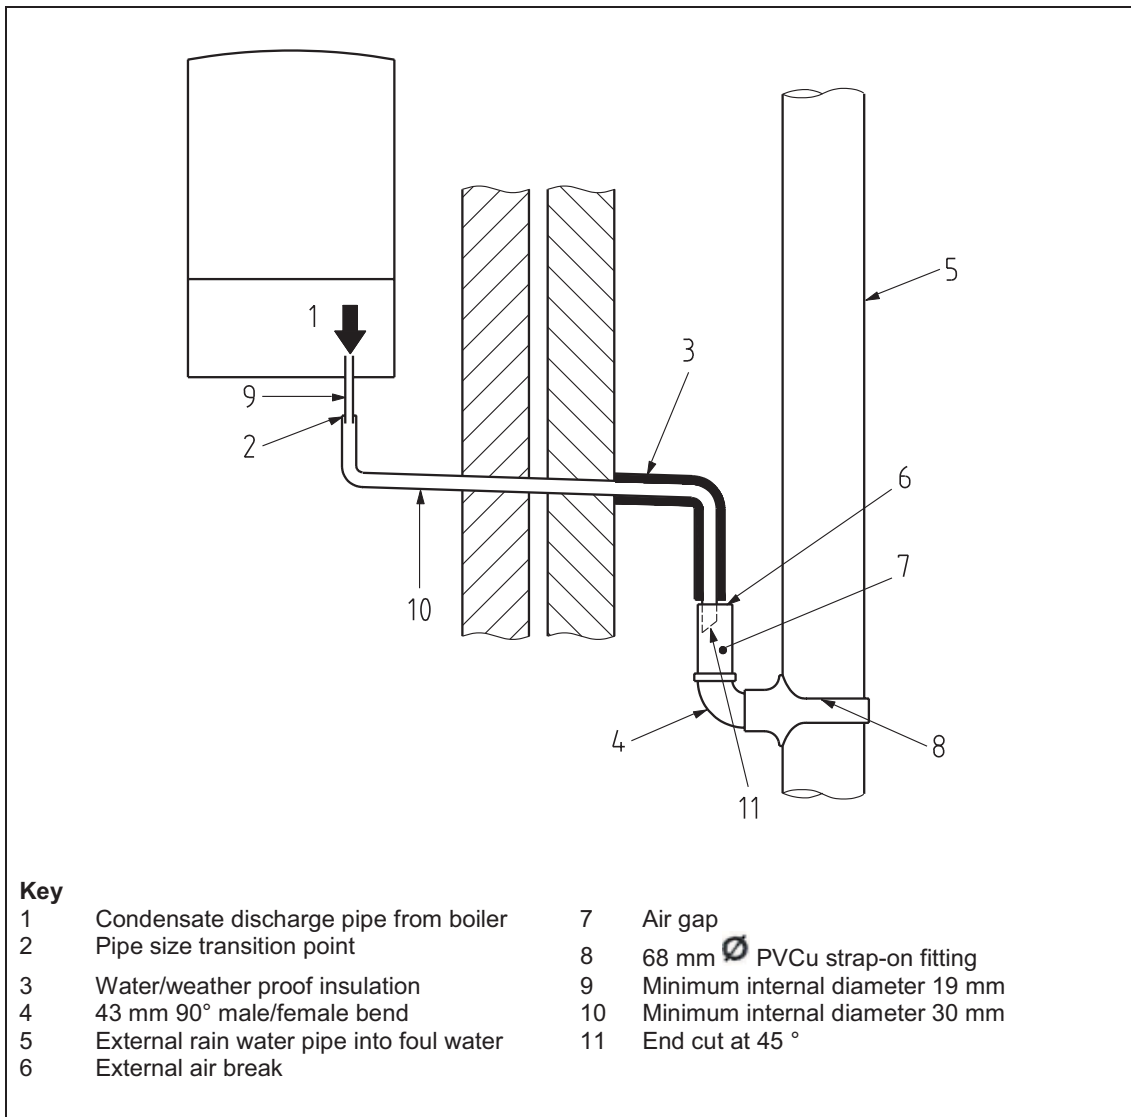 1
9
2
3
5
6
7
10
4
8
11
Key
1 Condensate discharge pipe from boiler
2 Pipe size transition point
3 Water/weather proof insulation
4 43 mm 90° male/female bend
5 External rain water pipe into foul water
6 External air break
7 Air gap
8 68 mm Ø PVCu strap-on fitting
9 Minimum internal diameter 19 mm
10 Minimum internal diameter 30 mm
11 End cut at 45 °